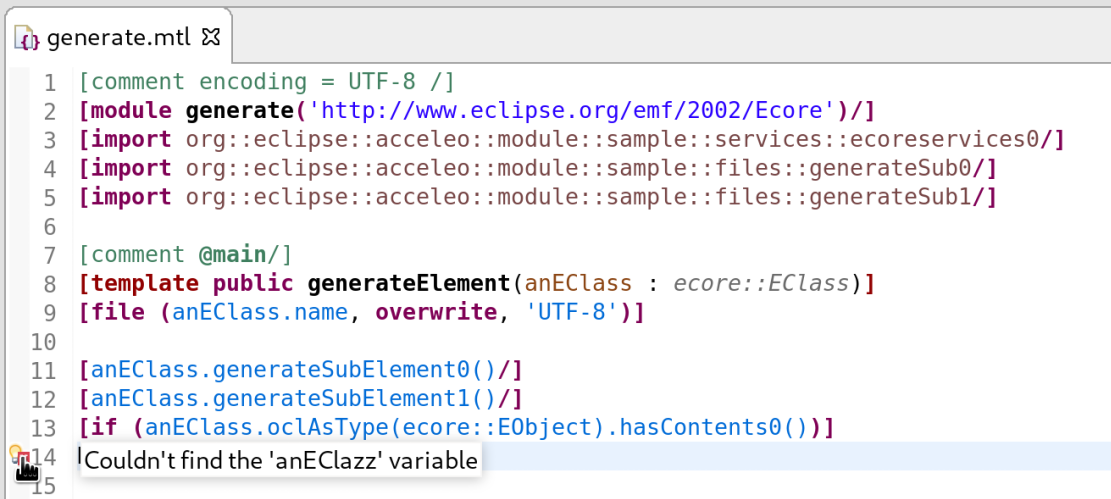 generate.mtl
1 [comment encoding = UTF-8 /]
2 [module generate('http://www.eclipse.org/emf/2002/Ecore')/]
3 [import org::eclipse::acceleo::module::sample::services::ecoreservices0/]
4 [import org::eclipse::acceleo::module::sample::files::generateSub0/]
5 [import org::eclipse::acceleo::module::sample::files::generateSub1/]
6
7 [comment @main/]
8 [template public generateElement(anEClass : ecore::EClass)]
9 [file (anEClass.name, overwrite, 'UTF-8')]
10
11 [anEClass.generateSubElement0()/]
12 [anEClass.generateSubElement1()/]
13 [if (anEClass.oclAsType(ecore::EObject).hasContents0())]
14 Couldn't find the 'anEClazz' variable
15